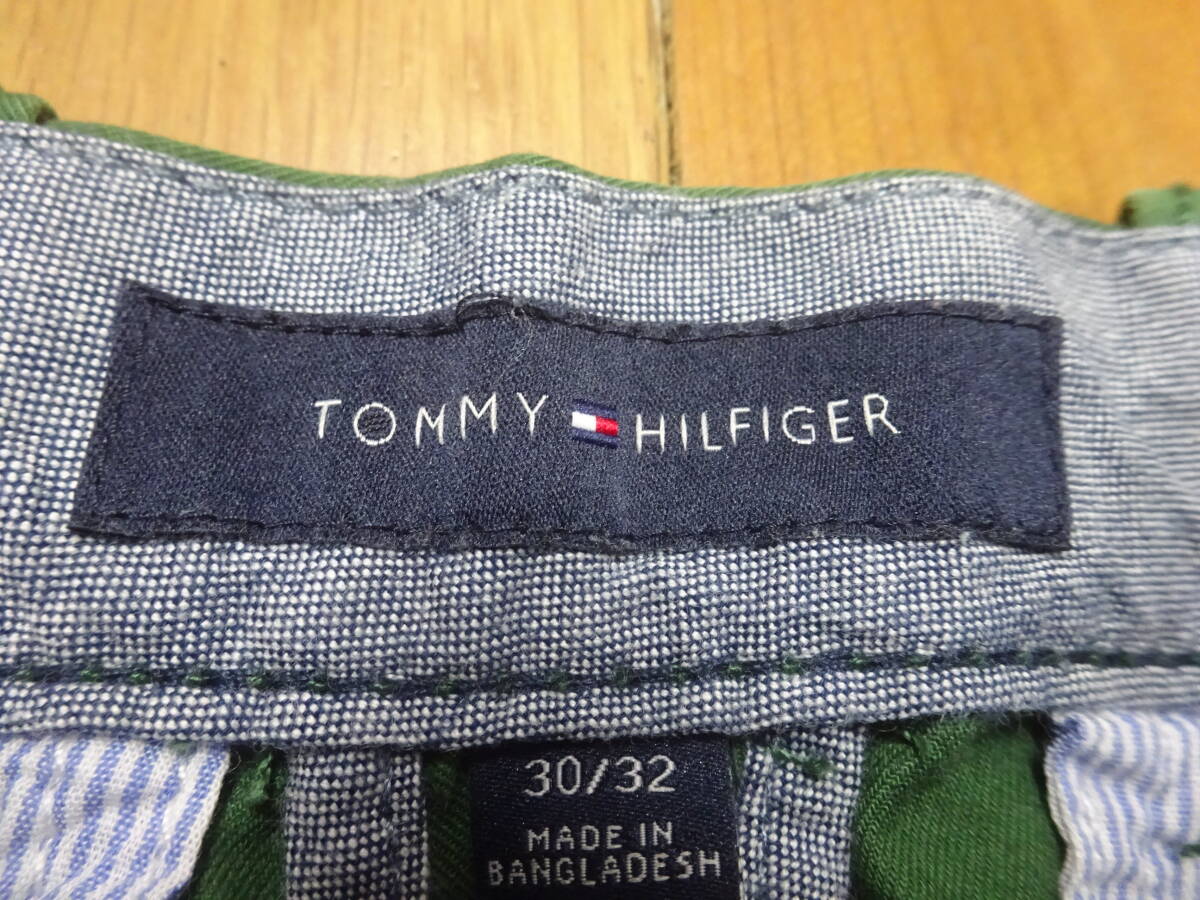 TOMMY HILFIGER
30/32
MADE IN
BANGLADESH